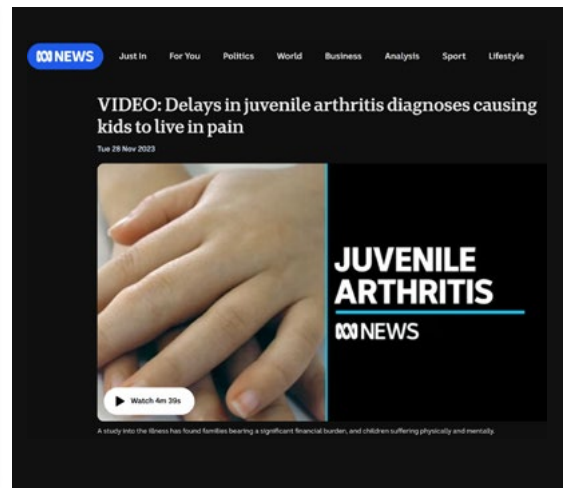 NEWS
Just In For You Politics World Business Analysis Sport Lifestyle
VIDEO: Delays in juvenile arthritis diagnoses causing
kids to live in pain
Tue 28 Nov 2023
JUVENILE
ARTHRITIS
NEWS
Watch 4m 39s
A study into the illness has found families bearing a significant financial burden, and children suffering physically and mentally.